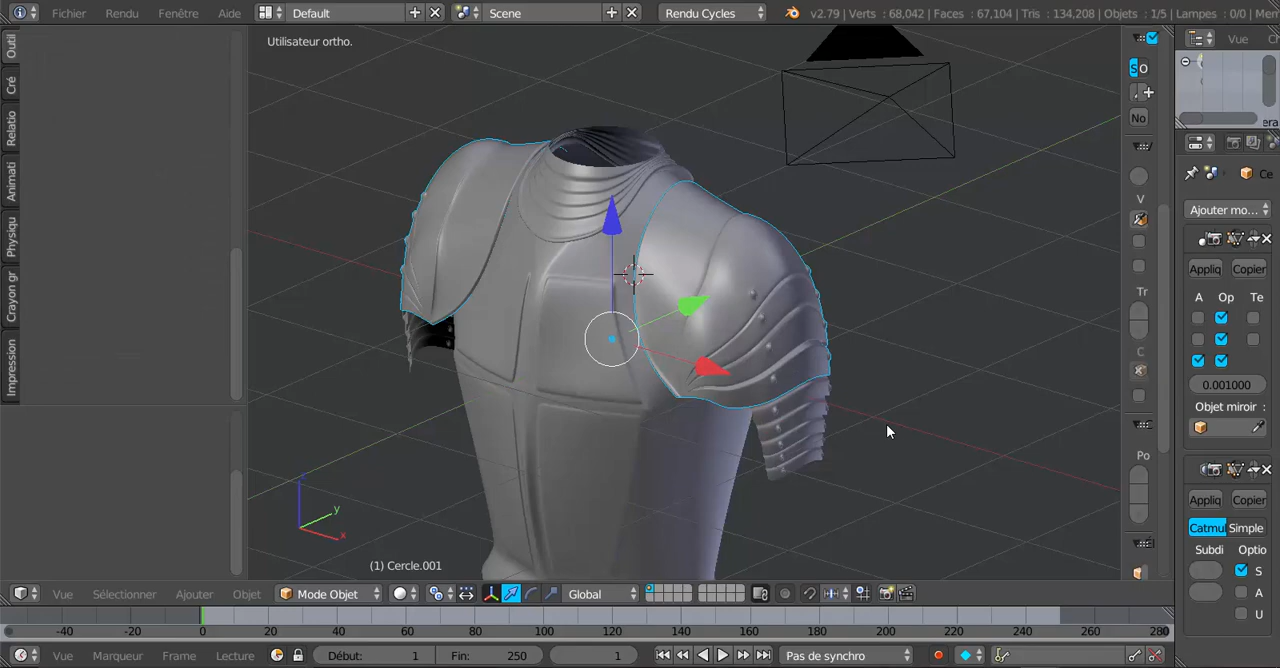 Fichier Rendu Fenêtre Aide Default Scene Rendu Cycles v2.79 | Verts : 68,042 | Faces : 67,104 | Tris : 134,208 | Objets : 1/5 | Lampes : 0/0 | Mer
Utilisateur ortho.
Outil
Cré
Relatio
Animati
Physiqu
Crayon gr
Impression
O
No
V
Tr
C
Po
Vue
era
Ce
Ajouter mo...
Appliq Copier
A Op Te
0.001000
Objet miroir :
Appliq Copier
Catmu Simple
Subdi Optio
S
A
U
z
y
x
(1) Cercle.001
Vue Sélectionner Ajouter Objet Mode Objet Global
-40 -20 0 20 40 60 80 100 120 140 160 180 200 220 240 260 280
Vue Marqueur Frame Lecture Début: 1 Fin: 250 1 Pas de synchro